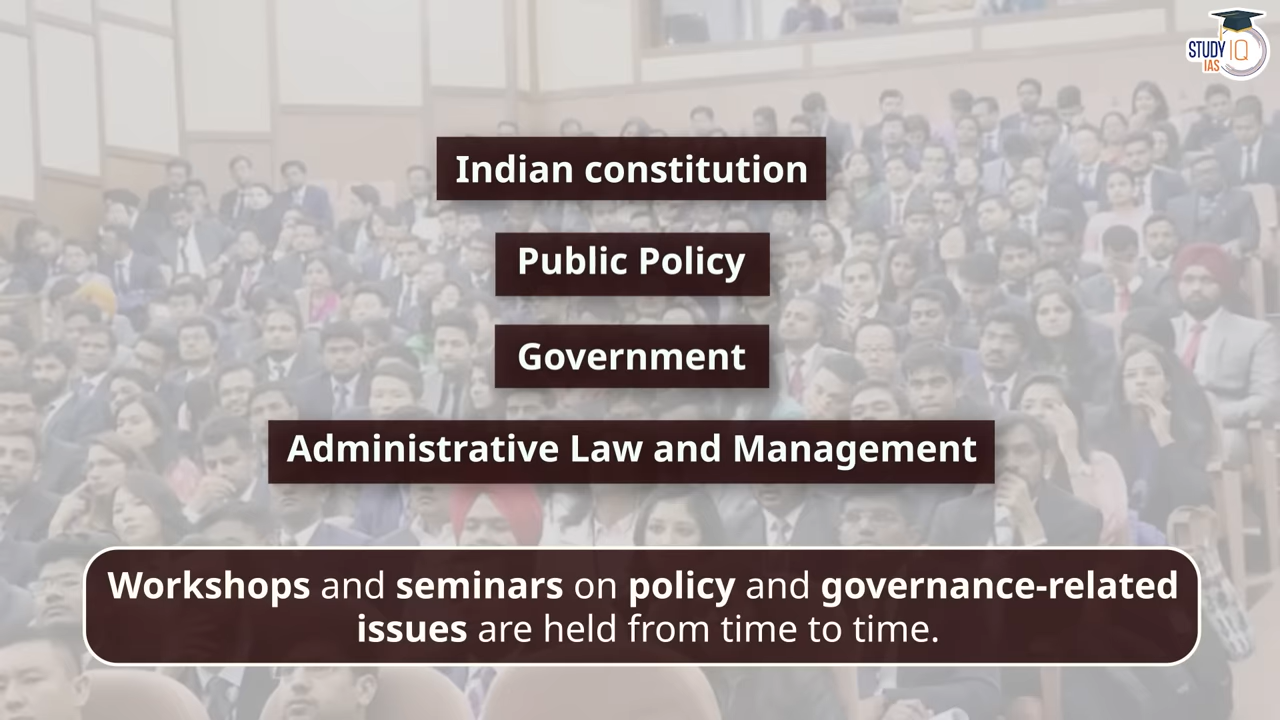 STUDY IQ
IAS
Indian constitution
Public Policy
Government
Administrative Law and Management
Workshops and seminars on policy and governance-related
issues are held from time to time.